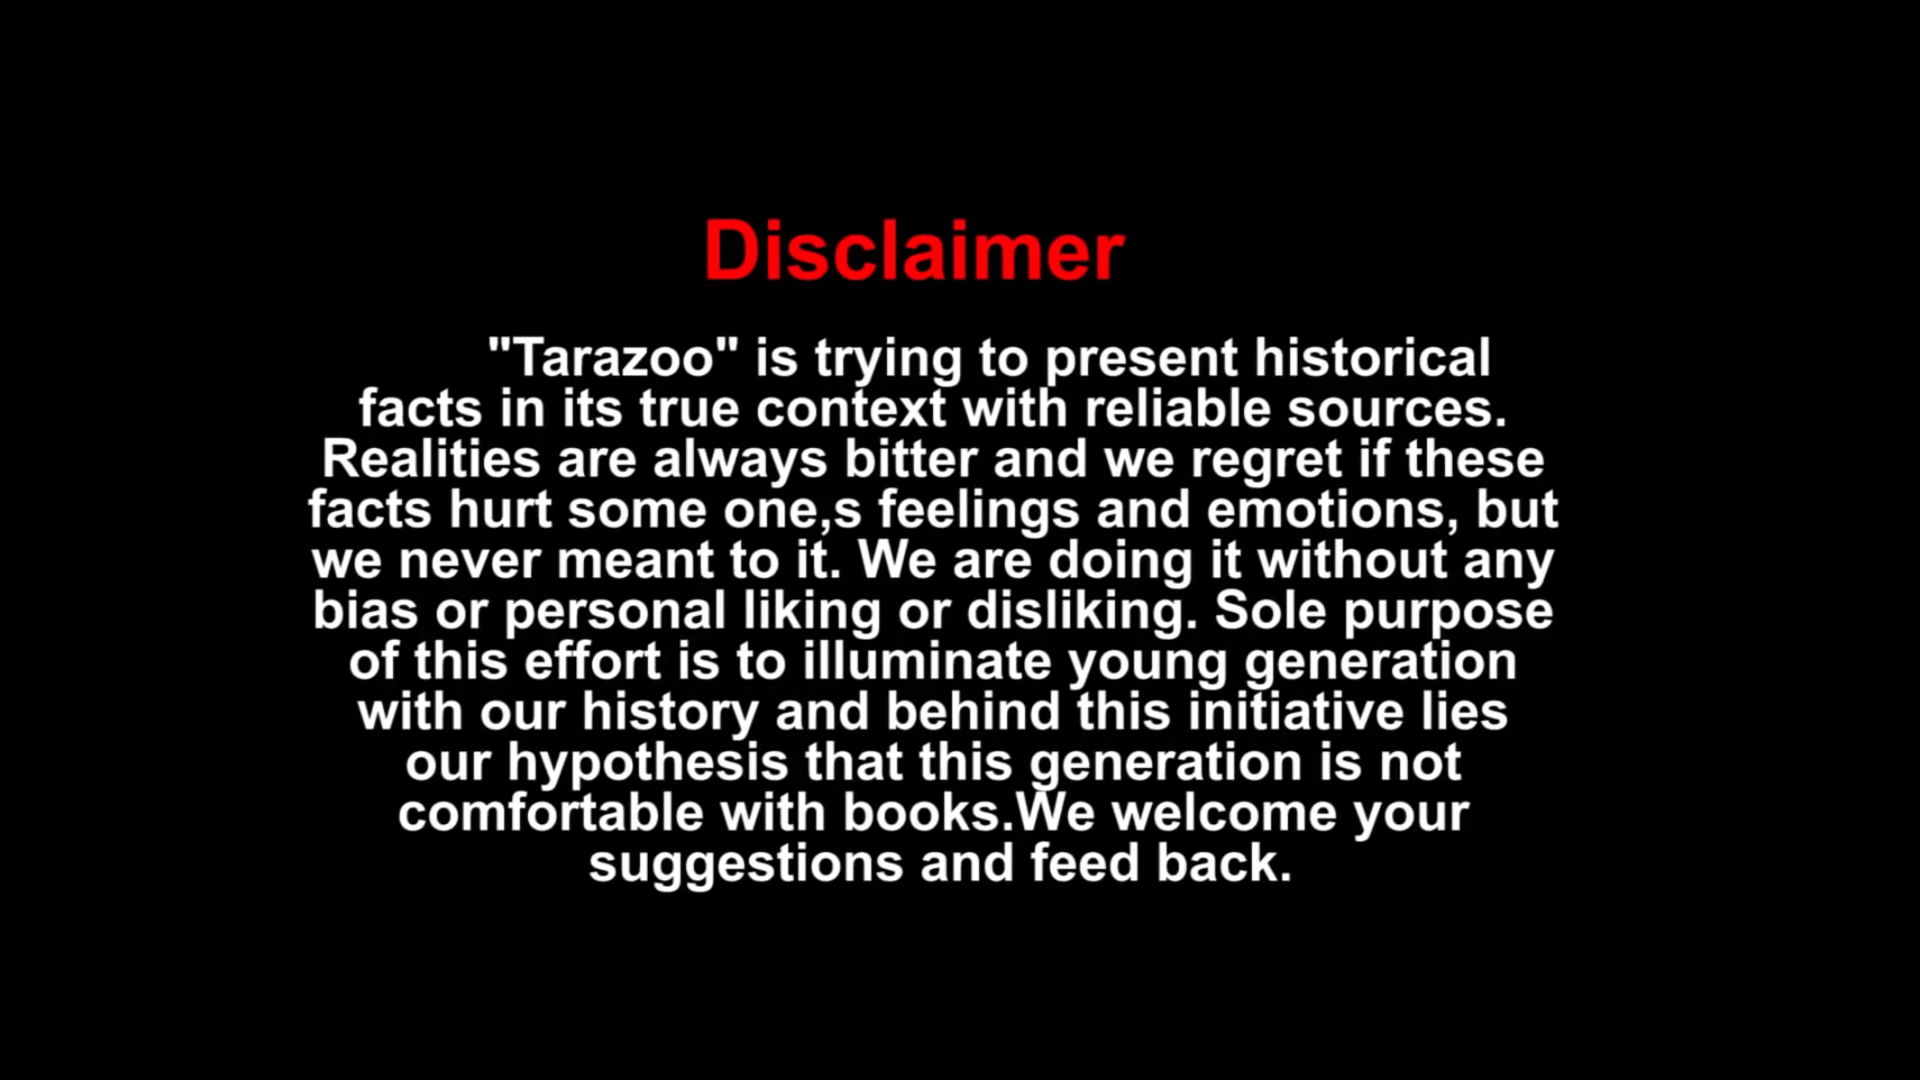 Disclaimer
"Tarazoo" is trying to present historical
facts in its true context with reliable sources.
Realities are always bitter and we regret if these
facts hurt some one,s feelings and emotions, but
we never meant to it. We are doing it without any
bias or personal liking or disliking. Sole purpose
of this effort is to illuminate young generation
with our history and behind this initiative lies
our hypothesis that this generation is not
comfortable with books.We welcome your
suggestions and feed back.